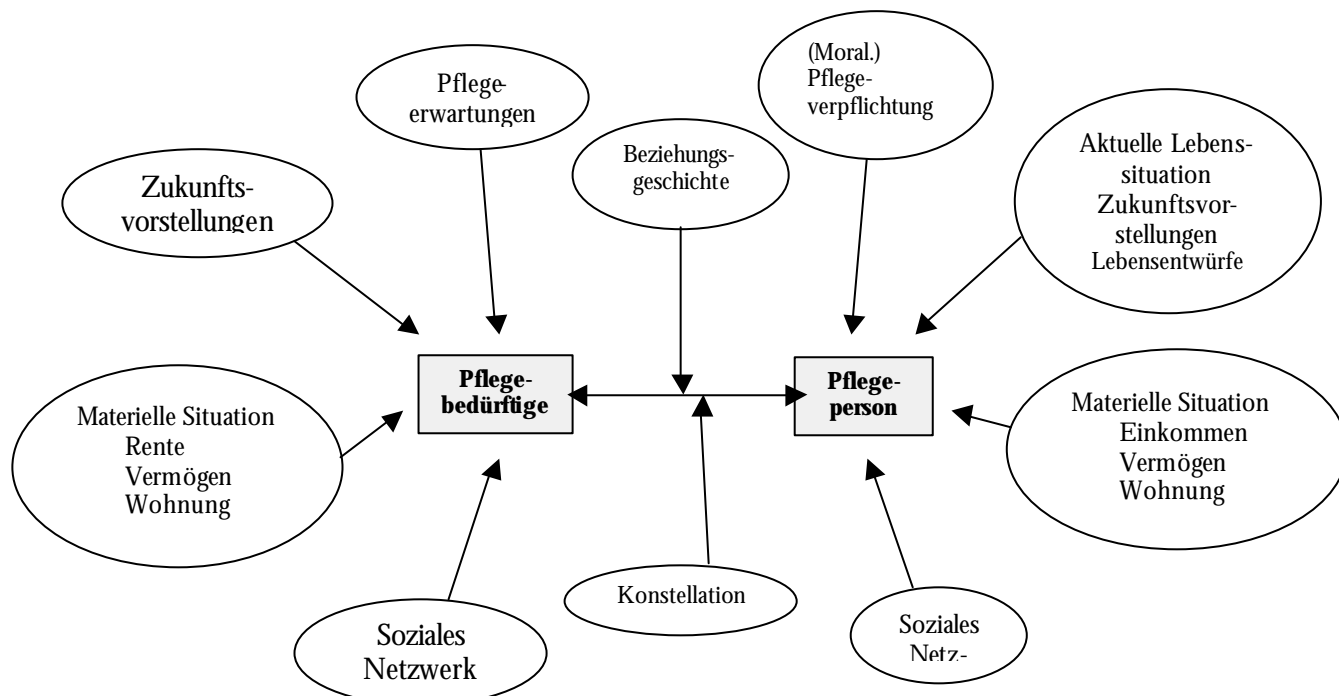 (Moral.)
Pflege-
verpflichtung
Pflege-
erwartungen
Beziehungs-
geschichte
Aktuelle Lebens-
situation
Zukunftsvor-
stellungen
Lebensentwürfe
Zukunfts-
vorstellungen
Pflege-
bedürftige
Pflege-
person
Materielle Situation
Rente
Vermögen
Wohnung
Materielle Situation
Einkommen
Vermögen
Wohnung
Konstellation
Soziales
Netzwerk
Soziales
Netz-